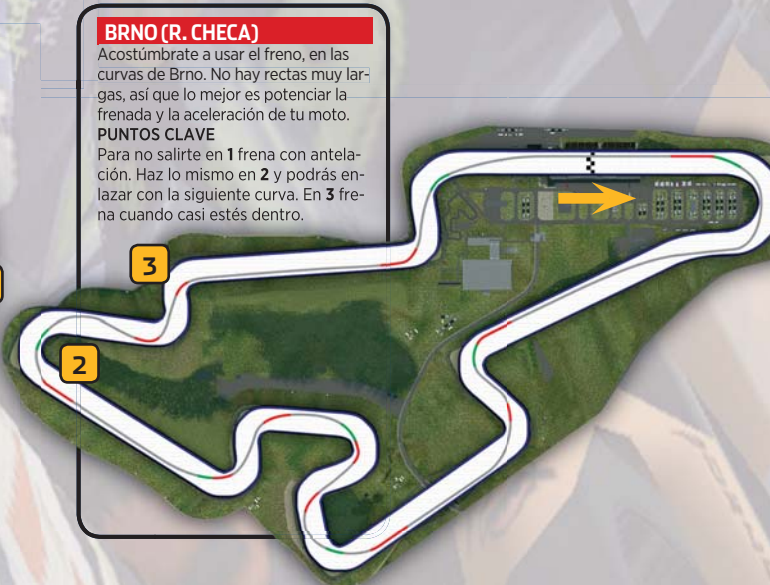 BRNO (R. CHECA)
Acostúmbrate a usar el freno, en las
curvas de Brno. No hay rectas muy lar-
gas, así que lo mejor es potenciar la
frenada y la aceleración de tu moto.
PUNTOS CLAVE
Para no salirte en 1 frena con antela-
ción. Haz lo mismo en 2 y podrás en-
lazar con la siguiente curva. En 3 fre-
na cuando casi estés dentro.
3
2